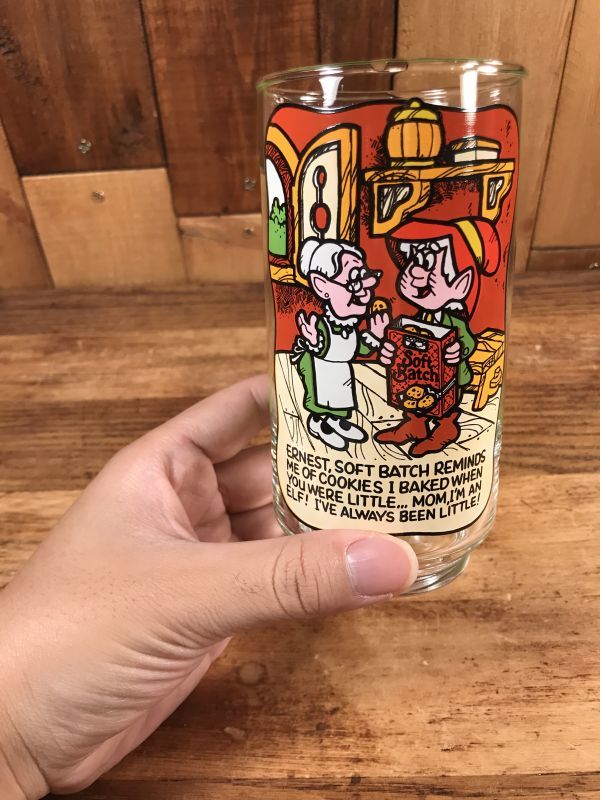 Soft
Batch
ERNEST, SOFT BATCH REMINDS
ME OF COOKIES I BAKED WHEN
YOU WERE LITTLE... MOM, I'M AN
ELF! I'VE ALWAYS BEEN LITTLE!